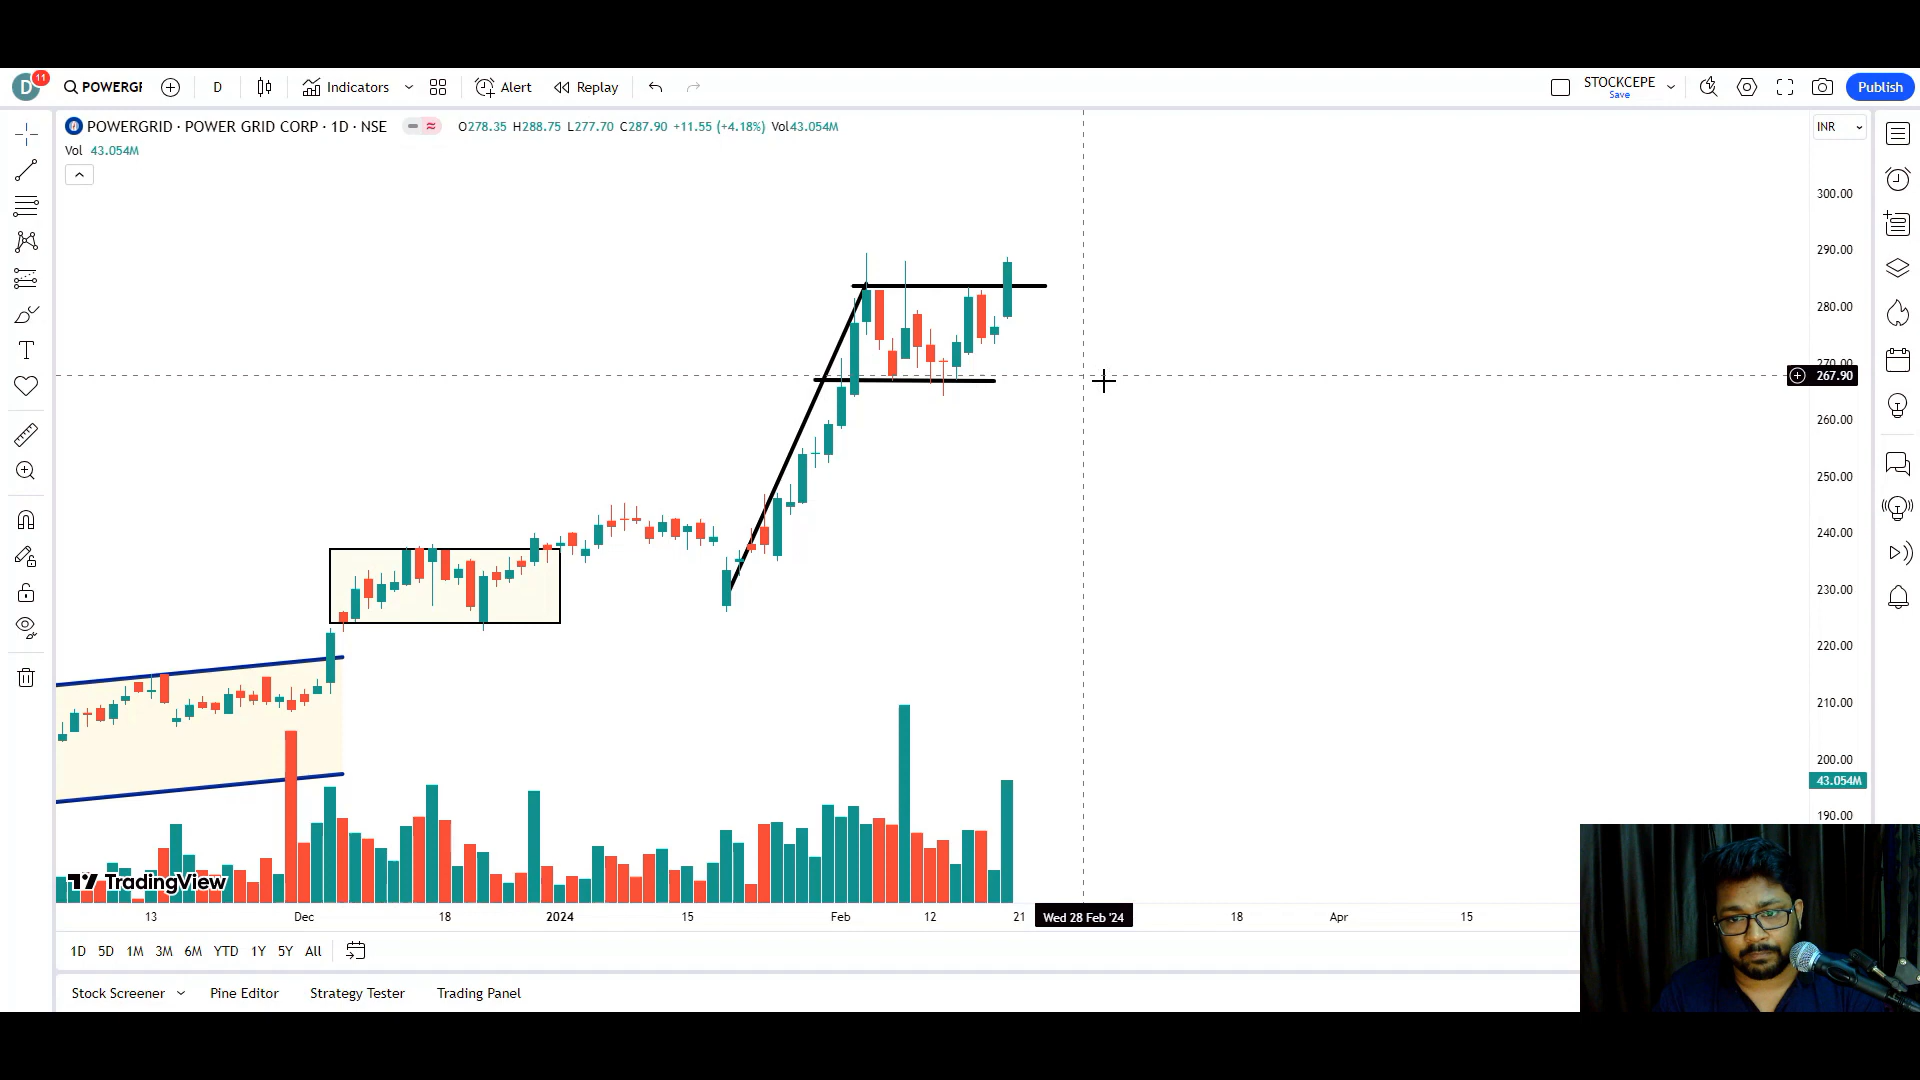 D 11 POWERGR D Indicators Alert Replay STOCKCEPE Save Publish
POWERGRID · POWER GRID CORP · 1D · NSE O278.35 H288.75 L277.70 C287.90 +11.55 (+4.18%) Vol43.054M INR
Vol 43.054M
300.00
290.00
280.00
270.00
267.90
260.00
250.00
240.00
230.00
220.00
210.00
200.00
43.054M
190.00
TradingView
13 Dec 18 2024 15 Feb 12 21 Wed 28 Feb '24 18 Apr 15
1D 5D 1M 3M 6M YTD 1Y 5Y All
Stock Screener Pine Editor Strategy Tester Trading Panel